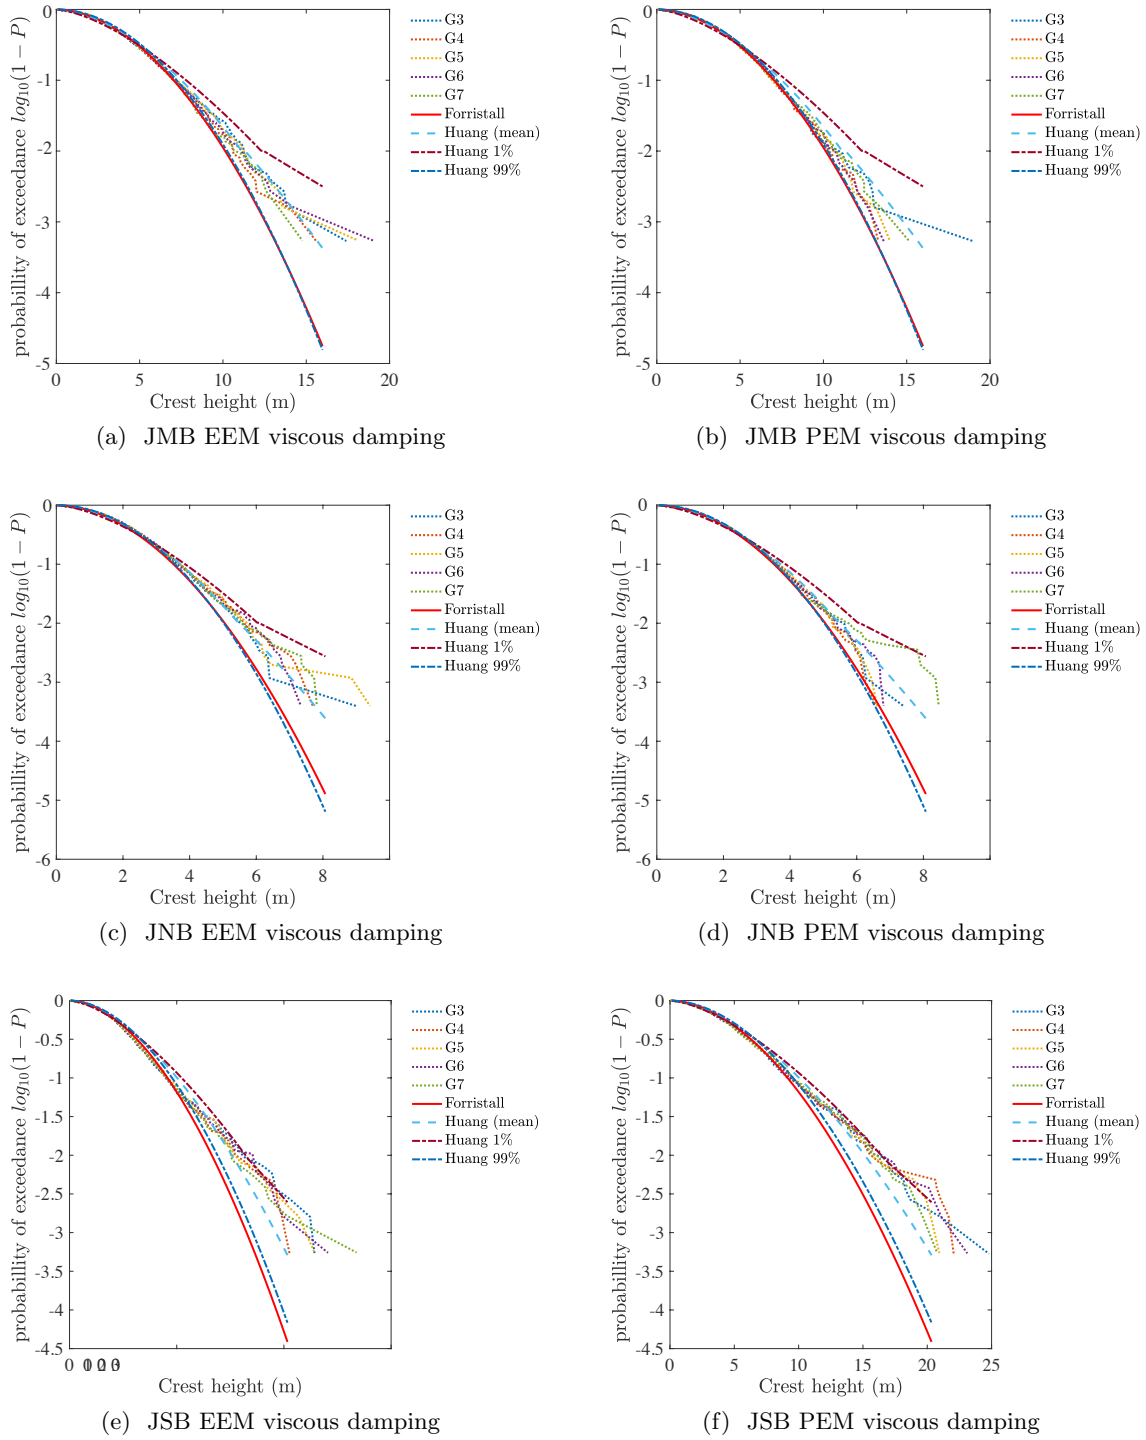 0
-1
-2
-3
-4
-5
0 5 10 15 20
Crest height (m)
probabillity of exceedance log₁₀(1 − P)
G3
G4
G5
G6
G7
Forristall
Huang (mean)
Huang 1%
Huang 99%
(a) JMB EEM viscous damping
0
-1
-2
-3
-4
-5
0 5 10 15 20
Crest height (m)
probabillity of exceedance log₁₀(1 − P)
G3
G4
G5
G6
G7
Forristall
Huang (mean)
Huang 1%
Huang 99%
(b) JMB PEM viscous damping
0
-1
-2
-3
-4
-5
-6
0 2 4 6 8
Crest height (m)
probabillity of exceedance log₁₀(1 − P)
G3
G4
G5
G6
G7
Forristall
Huang (mean)
Huang 1%
Huang 99%
(c) JNB EEM viscous damping
0
-1
-2
-3
-4
-5
-6
0 2 4 6 8
Crest height (m)
probabillity of exceedance log₁₀(1 − P)
G3
G4
G5
G6
G7
Forristall
Huang (mean)
Huang 1%
Huang 99%
(d) JNB PEM viscous damping
0
-0.5
-1
-1.5
-2
-2.5
-3
-3.5
-4
-4.5
0
Crest height (m)
probabillity of exceedance log₁₀(1 − P)
G3
G4
G5
G6
G7
Forristall
Huang (mean)
Huang 1%
Huang 99%
(e) JSB EEM viscous damping
0
-0.5
-1
-1.5
-2
-2.5
-3
-3.5
-4
-4.5
0 5 10 15 20 25
Crest height (m)
probabillity of exceedance log₁₀(1 − P)
G3
G4
G5
G6
G7
Forristall
Huang (mean)
Huang 1%
Huang 99%
(f) JSB PEM viscous damping